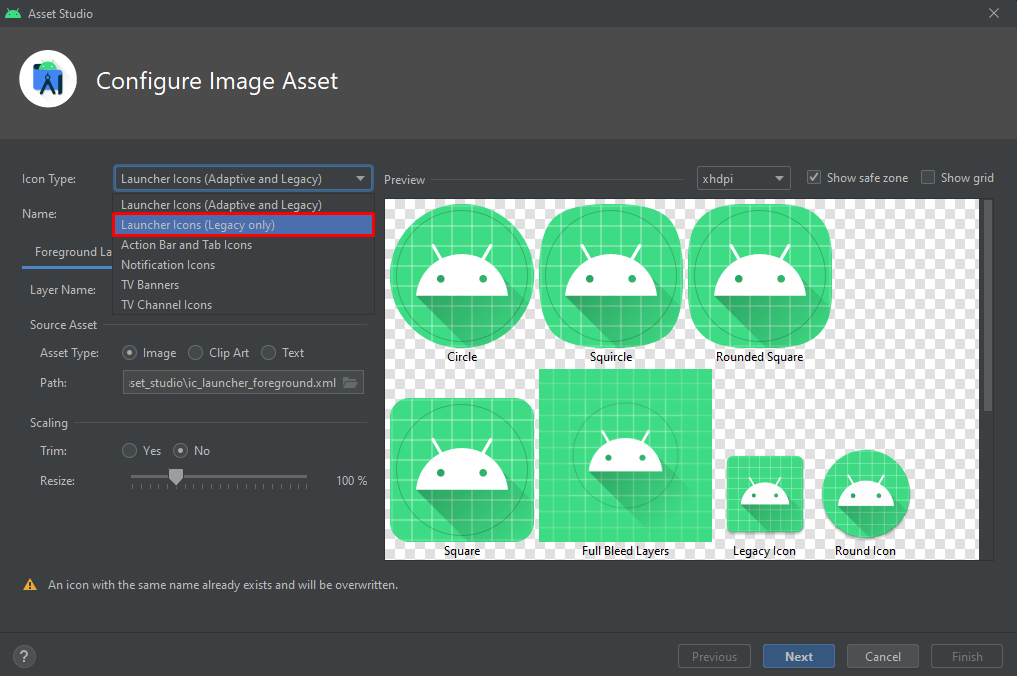 Asset Studio
Configure Image Asset
Icon Type:
Launcher Icons (Adaptive and Legacy)
Launcher Icons (Adaptive and Legacy)
Launcher Icons (Legacy only)
Action Bar and Tab Icons
Notification Icons
TV Banners
TV Channel Icons
Name:
Foreground La
Layer Name:
Source Asset
Asset Type:
Image
Clip Art
Text
Path:
set_studio\ic_launcher_foreground.xml
Scaling
Trim:
Yes
No
Resize:
100 %
Preview
xhdpi
Show safe zone
Show grid
Circle
Squircle
Rounded Square
Square
Full Bleed Layers
Legacy Icon
Round Icon
An icon with the same name already exists and will be overwritten.
?
Previous
Next
Cancel
Finish